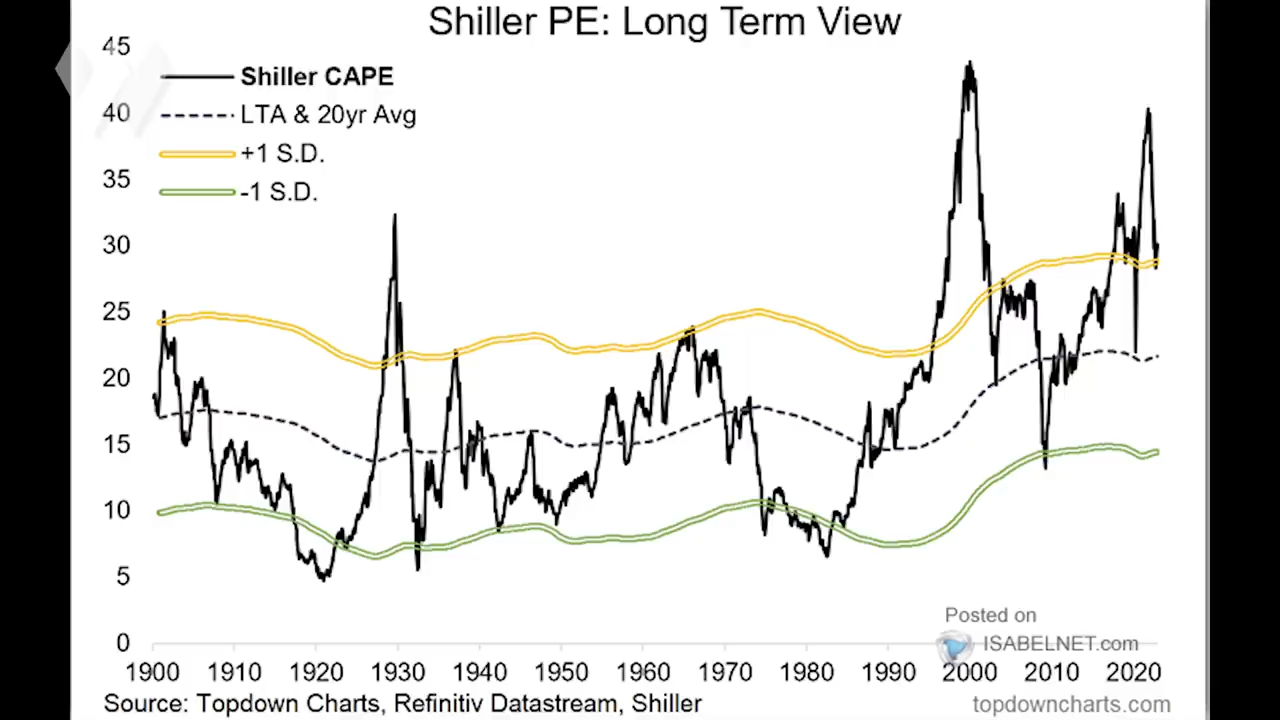 Shiller PE: Long Term View
45
40
35
30
25
20
15
10
5
0
Shiller CAPE
LTA & 20yr Avg
+1 S.D.
-1 S.D.
Posted on
ISABELNET.com
1900 1910 1920 1930 1940 1950 1960 1970 1980 1990 2000 2010 2020
Source: Topdown Charts, Refinitiv Datastream, Shiller
topdowncharts.com